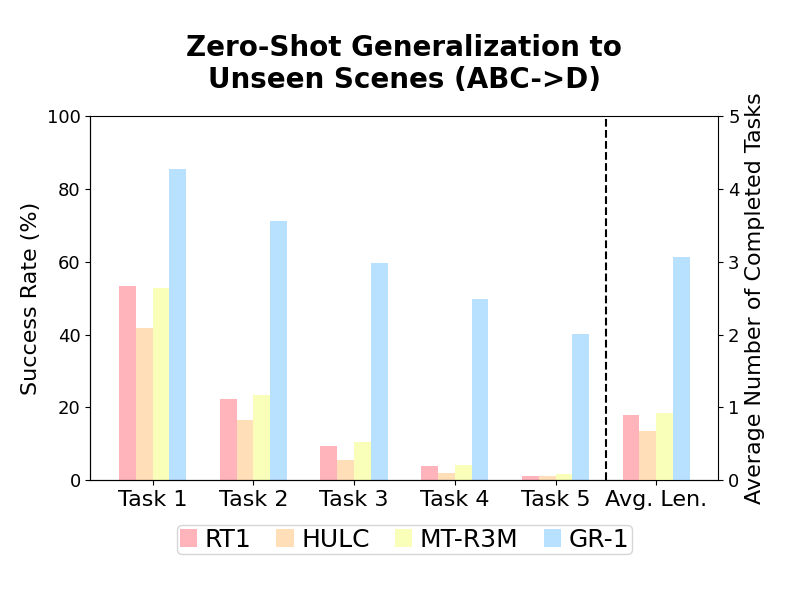 Zero-Shot Generalization to
Unseen Scenes (ABC->D)
Success Rate (%)
100
80
60
40
20
0
5
4
3
2
1
0
Average Number of Completed Tasks
Task 1 Task 2 Task 3 Task 4 Task 5 Avg. Len.
RT1 HULC MT-R3M GR-1